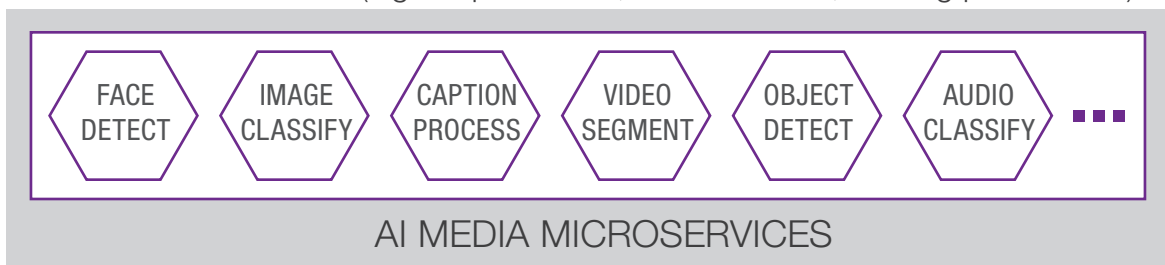 FACE
DETECT
IMAGE
CLASSIFY
CAPTION
PROCESS
VIDEO
SEGMENT
OBJECT
DETECT
AUDIO
CLASSIFY
AI MEDIA MICROSERVICES